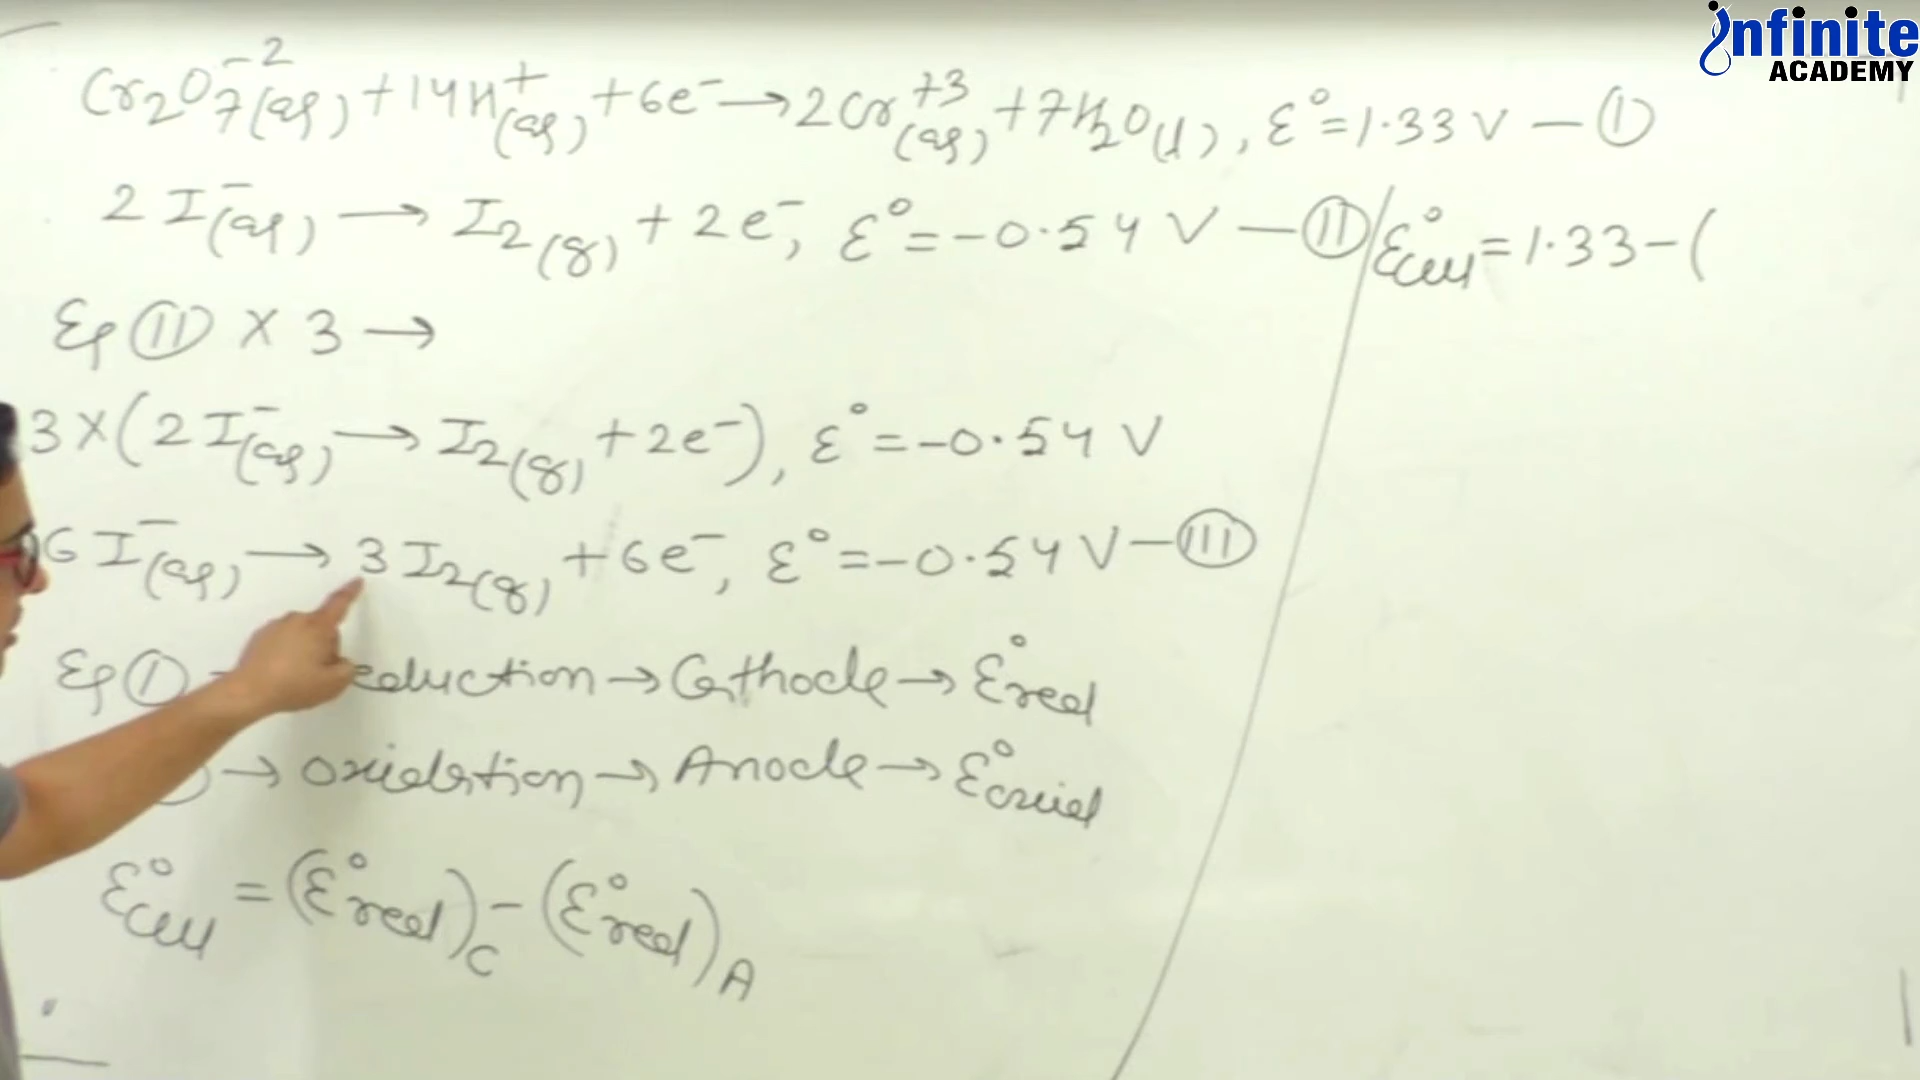 infinite
ACADEMY
Cr₂O₇⁻²(aq) + 14H⁺(aq) + 6e⁻ → 2Cr⁺³(aq) + 7H₂O(l), ε° = 1.33 V — Ⓘ
2I⁻(aq) → I₂(s) + 2e⁻, ε° = -0.54 V — Ⓘ Ⓘ
ε°cell = 1.33 - (
Eq (II) × 3 →
3 × (2I⁻(aq) → I₂(s) + 2e⁻), ε° = -0.54 V
6I⁻(aq) → 3I₂(s) + 6e⁻, ε° = -0.54 V — (III)
Eq (I) → reduction → Cathode → ε°red
→ oxidation → Anode → ε°oxid
ε°cell = (ε°red)C - (ε°red)A